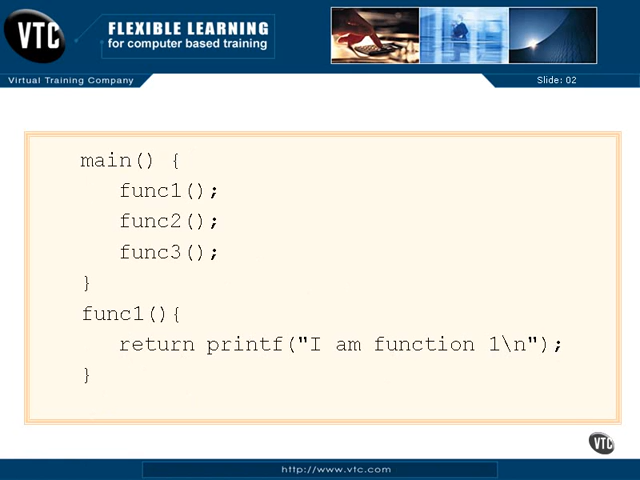 VTC
FLEXIBLE LEARNING
for computer based training
Virtual Training Company
Slide: 02
main() {
   func1();
   func2();
   func3();
}
func1(){
   return printf("I am function 1\n");
}
VTC
http://www.vtc.com